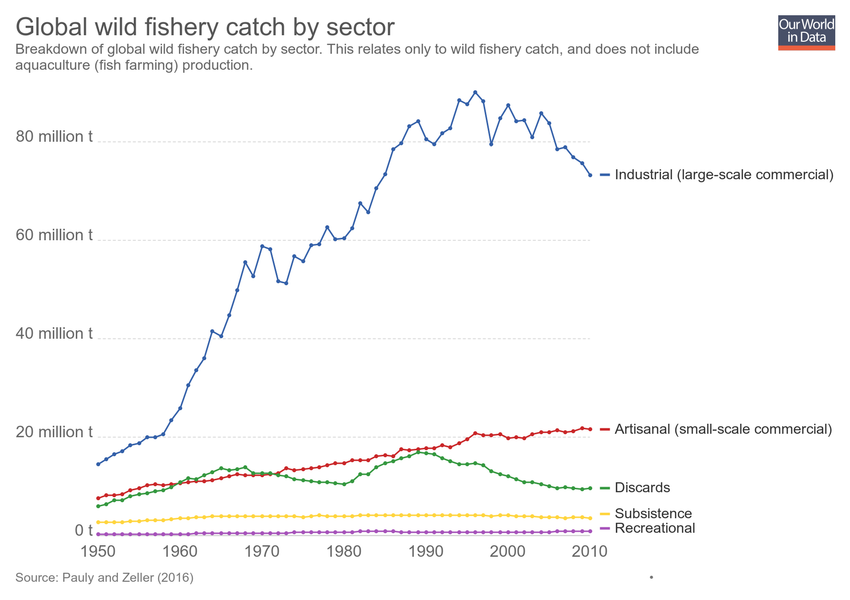 Global wild fishery catch by sector
Our World
in Data
Breakdown of global wild fishery catch by sector. This relates only to wild fishery catch, and does not include
aquaculture (fish farming) production.
80 million t
60 million t
40 million t
20 million t
0 t
Industrial (large-scale commercial)
Artisanal (small-scale commercial)
Discards
Subsistence
Recreational
1950
1960
1970
1980
1990
2000
2010
Source: Pauly and Zeller (2016)